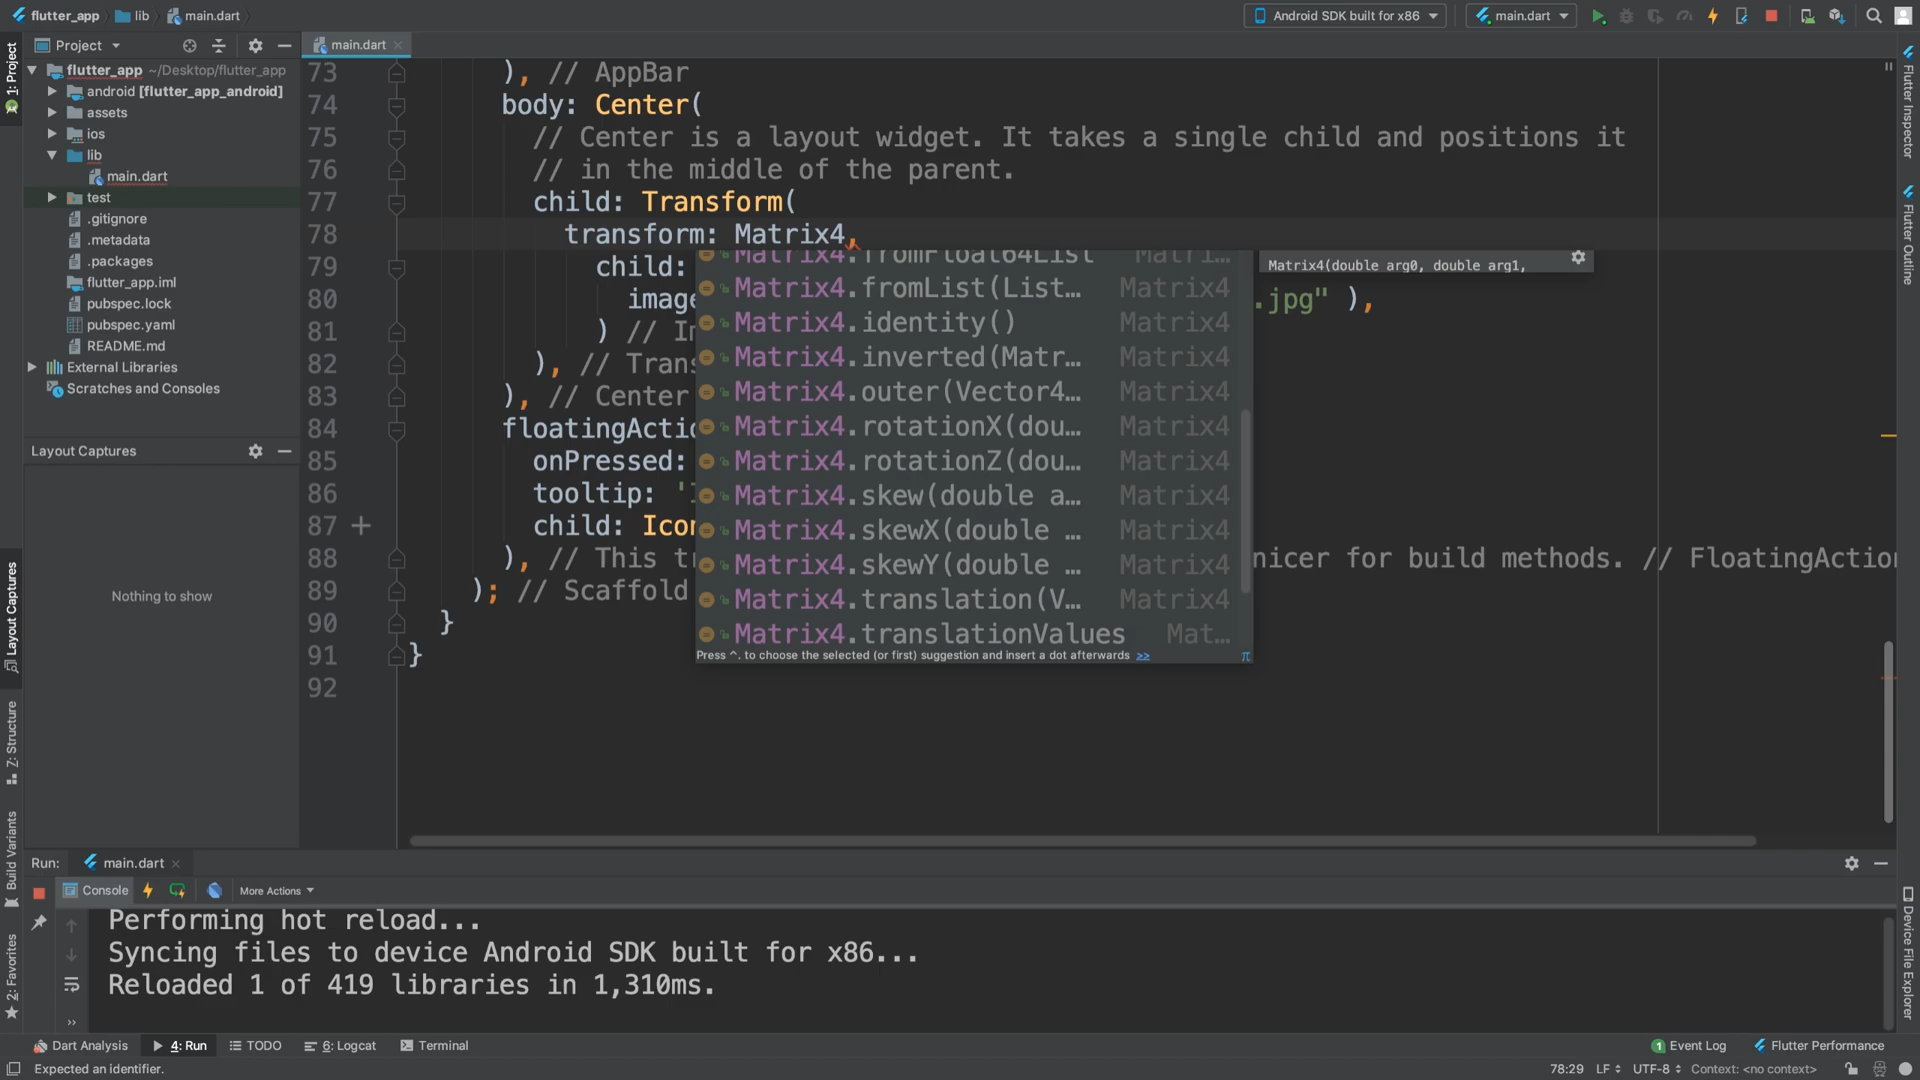 flutter_app
lib
main.dart
Android SDK built for x86
main.dart
1: Project
Project
main.dart
flutter_app ~/Desktop/flutter_app
android [flutter_app_android]
assets
ios
lib
main.dart
test
.gitignore
.metadata
.packages
flutter_app.iml
pubspec.lock
pubspec.yaml
README.md
External Libraries
Scratches and Consoles
Layout Captures
Nothing to show
Layout Captures
Z: Structure
Build Variants
2: Favorites
Flutter Inspector
Flutter Outline
Device File Explorer
73 ), // AppBar
74 body: Center(
75 // Center is a layout widget. It takes a single child and positions it
76 // in the middle of the parent.
77 child: Transform(
78 transform: Matrix4,
79 child:
80 image .jpg" ),
81 ) // I
82 ), // Trans
83 ), // Center
84 floatingActio
85 onPressed:
86 tooltip: '
87 child: Icon
88 ), // This tr nicer for build methods. // FloatingActio
89 ); // Scaffold
90 }
91 }
92
Matrix4.fromFloat64List Matri...
Matrix4.fromList(List... Matrix4
Matrix4.identity() Matrix4
Matrix4.inverted(Matr... Matrix4
Matrix4.outer(Vector4... Matrix4
Matrix4.rotationX(dou... Matrix4
Matrix4.rotationZ(dou... Matrix4
Matrix4.skew(double a... Matrix4
Matrix4.skewX(double ... Matrix4
Matrix4.skewY(double ... Matrix4
Matrix4.translation(V... Matrix4
Matrix4.translationValues Mat...
Press ^. to choose the selected (or first) suggestion and insert a dot afterwards >>
π
Matrix4(double arg0, double arg1,
Run: main.dart
Console
More Actions
Performing hot reload...
Syncing files to device Android SDK built for x86...
Reloaded 1 of 419 libraries in 1,310ms.
Dart Analysis
4: Run
TODO
6: Logcat
Terminal
1 Event Log
Flutter Performance
Expected an identifier.
78:29
LF
UTF-8
Context: <no context>